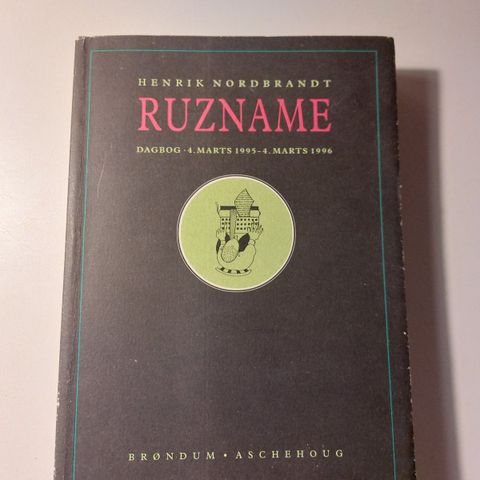 HENRIK NORDBRANDT
RUZNAME
DAGBOG · 4. MARTS 1995–4. MARTS 1996
BRØNDUM · ASCHEHOUG